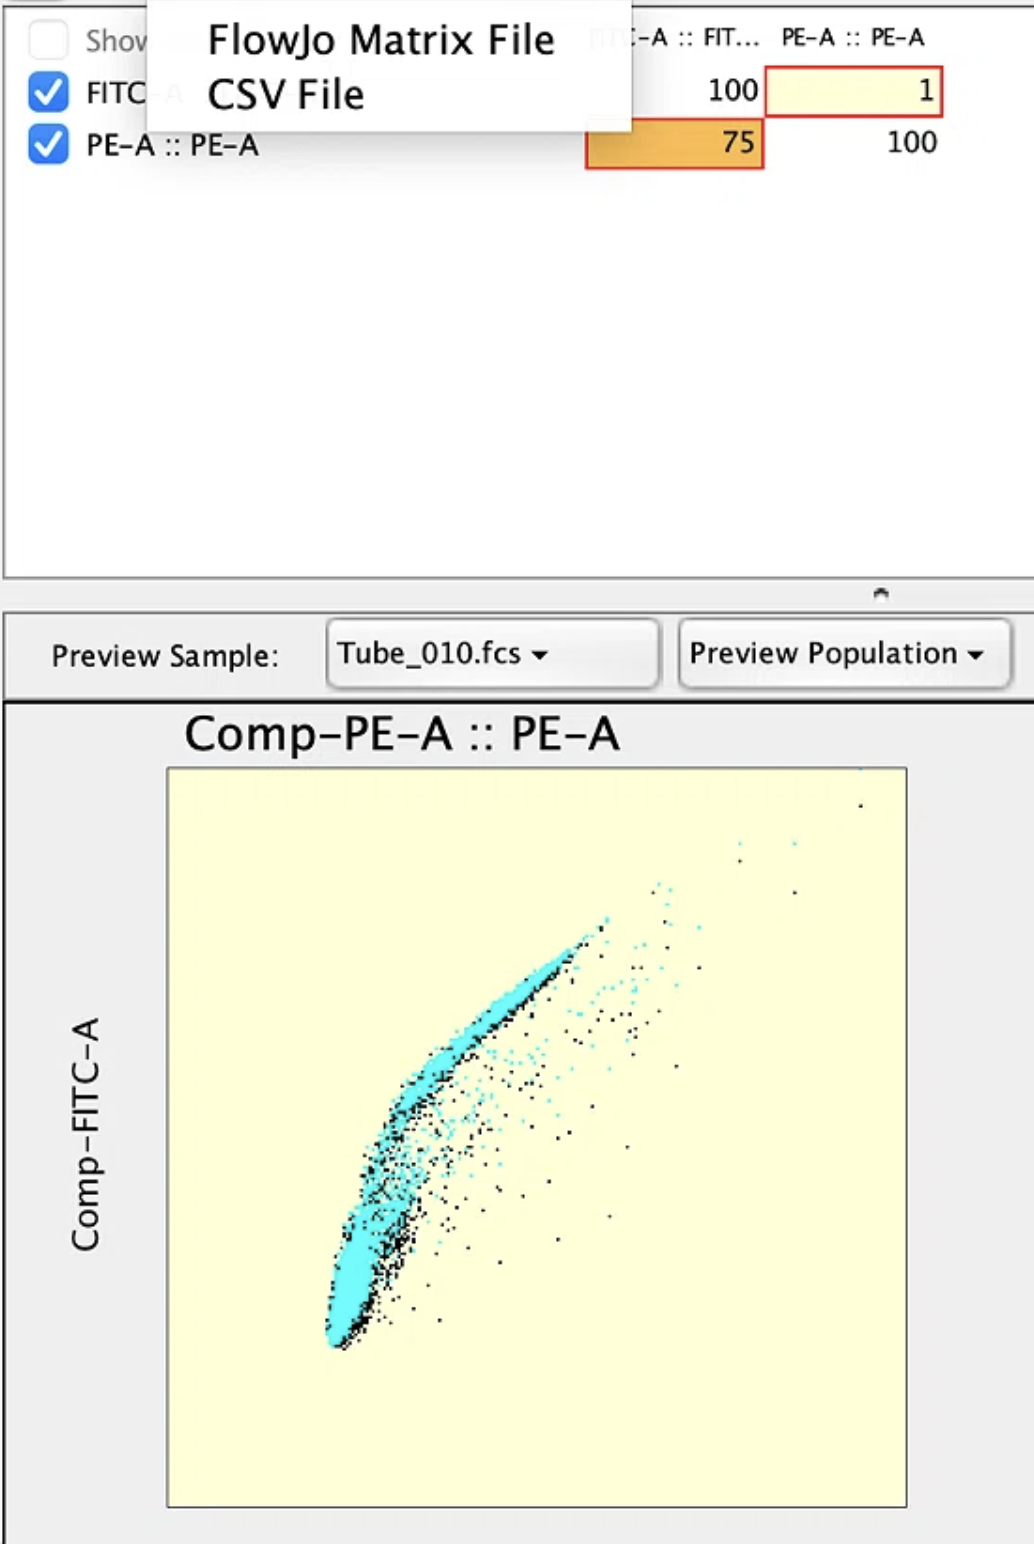 Show
FlowJo Matrix File
C-A :: FIT... PE-A :: PE-A
FITC-A
CSV File
100 1
PE-A :: PE-A 75 100
Preview Sample: Tube_010.fcs Preview Population
Comp-PE-A :: PE-A
Comp-FITC-A